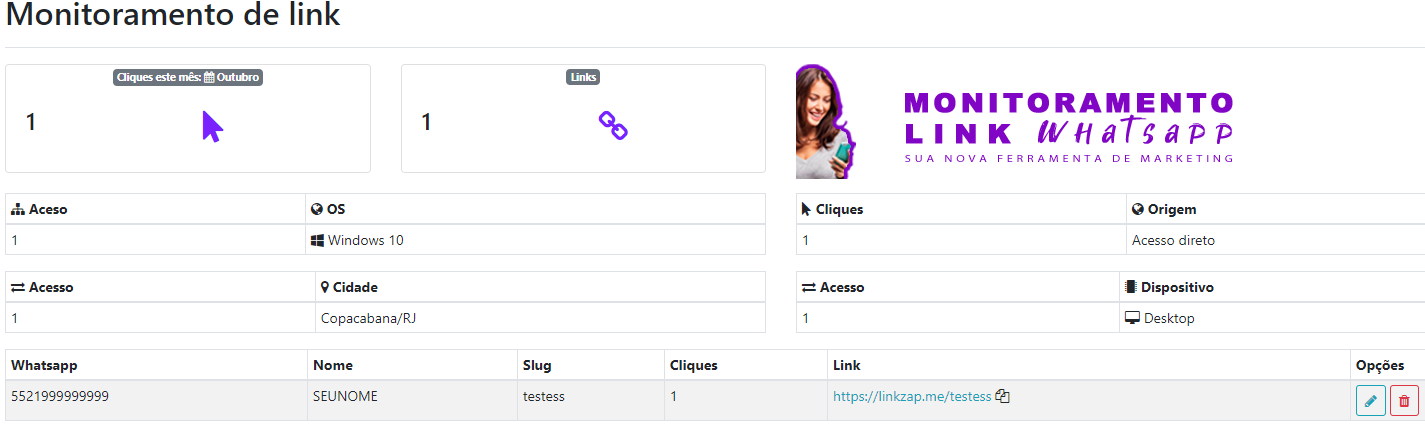 Monitoramento de link
Cliques este mês: Outubro
1
Links
1
MONITORAMENTO
LINK Whatsapp
SUA NOVA FERRAMENTA DE MARKETING
Aceso OS
1 Windows 10
Cliques Origem
1 Acesso direto
Acesso Cidade
1 Copacabana/RJ
Acesso Dispositivo
1 Desktop
Whatsapp Nome Slug Cliques Link Opções
5521999999999 SEUNOME testess 1 https://linkzap.me/testess